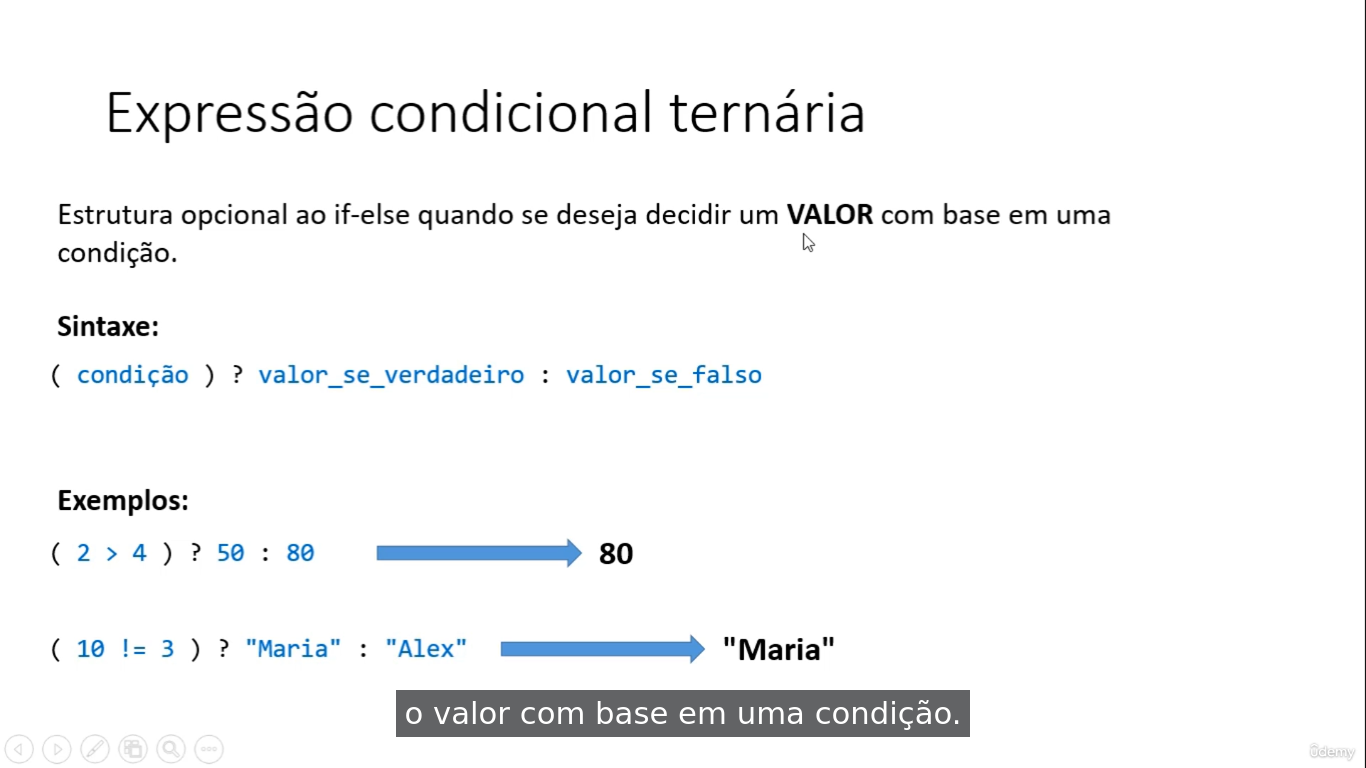 Expressão condicional ternária
Estrutura opcional ao if-else quando se deseja decidir um VALOR com base em uma
condição.
Sintaxe:
( condição ) ? valor_se_verdadeiro : valor_se_falso
Exemplos:
( 2 > 4 ) ? 50 : 80 80
( 10 != 3 ) ? "Maria" : "Alex" "Maria"
o valor com base em uma condição.
ûdemy